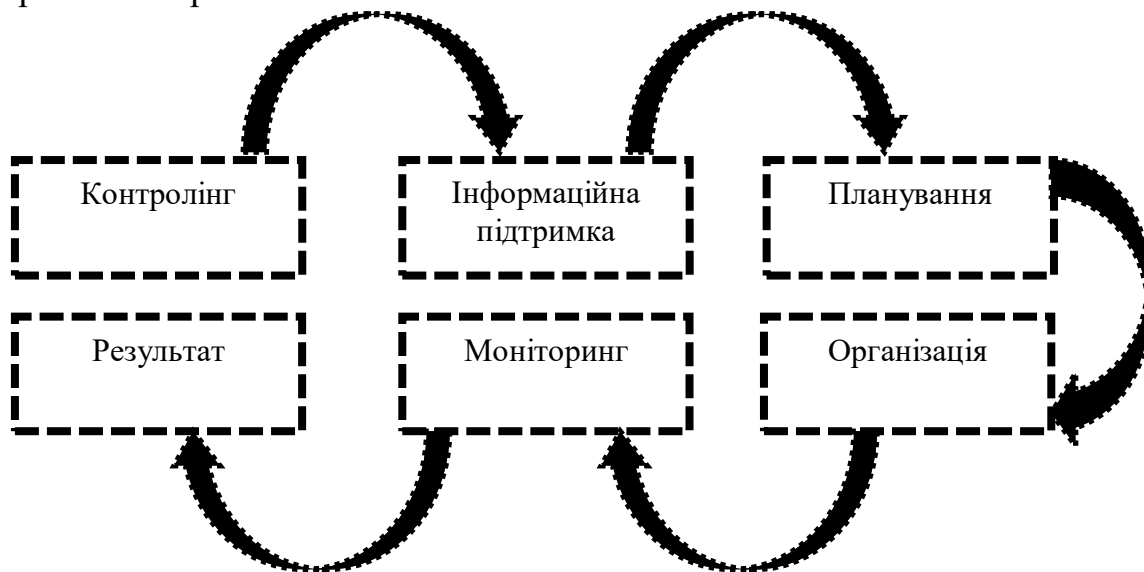 Контролінг
Інформаційна
підтримка
Планування
Результат
Моніторинг
Організація